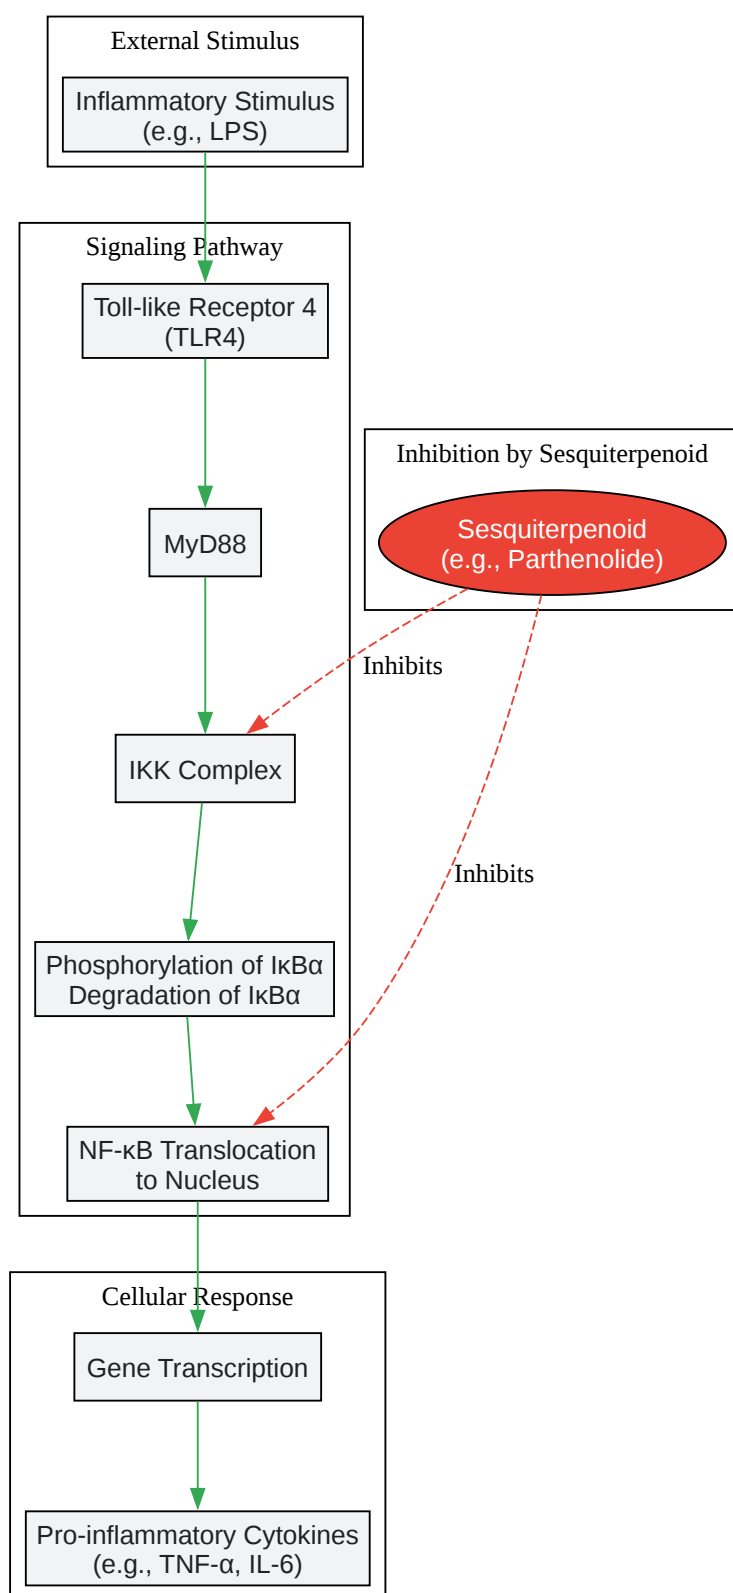 External Stimulus
Inflammatory Stimulus
(e.g., LPS)
Signaling Pathway
Toll-like Receptor 4
(TLR4)
MyD88
Inhibition by Sesquiterpenoid
Sesquiterpenoid
(e.g., Parthenolide)
Inhibits
IKK Complex
Inhibits
Phosphorylation of IκBα
Degradation of IκBα
NF-κB Translocation
to Nucleus
Cellular Response
Gene Transcription
Pro-inflammatory Cytokines
(e.g., TNF-α, IL-6)